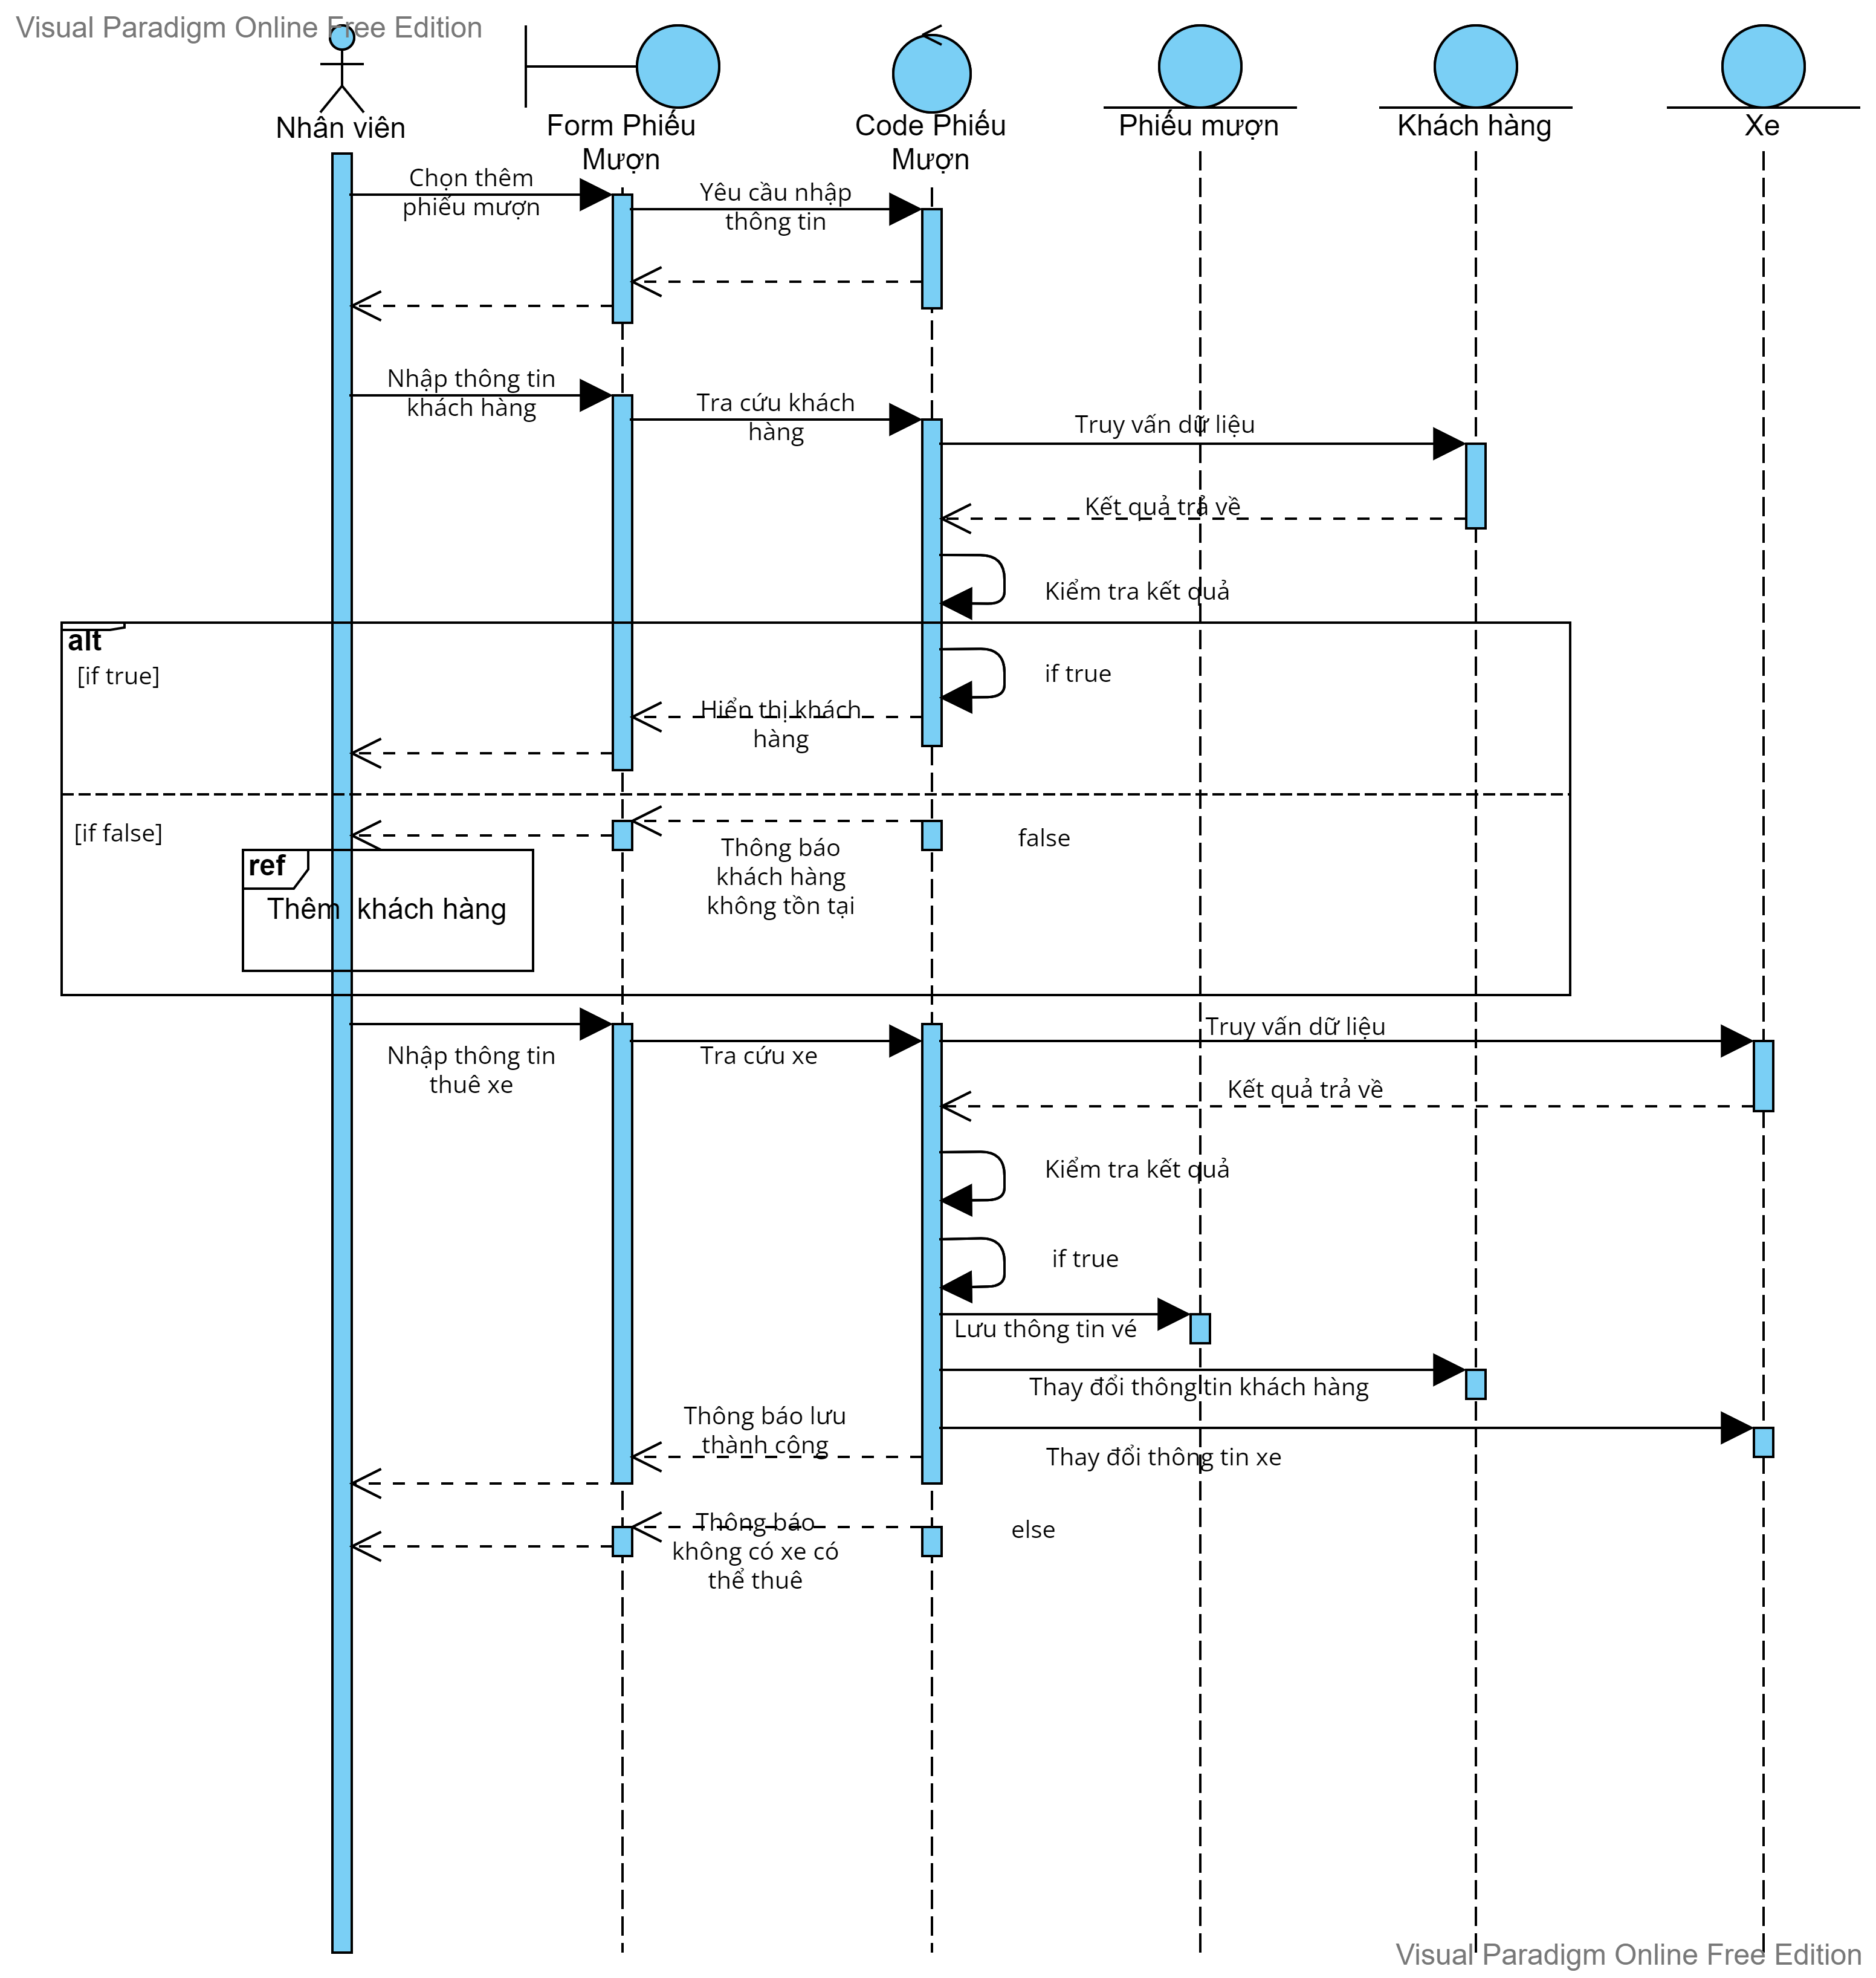 Visual Paradigm Online Free Edition
Nhân viên
Form Phiếu
Mượn
Code Phiếu
Mượn
Phiếu mượn
Khách hàng
Xe
Chọn thêm
phiếu mượn
Yêu cầu nhập
thông tin
Nhập thông tin
khách hàng
Tra cứu khách
hàng
Truy vấn dữ liệu
Kết quả trả về
Kiểm tra kết quả
alt
[if true]
if true
Hiển thị khách
hàng
[if false]
false
Thông báo
khách hàng
không tồn tại
ref
Thêm  khách hàng
Nhập thông tin
thuê xe
Tra cứu xe
Truy vấn dữ liệu
Kết quả trả về
Kiểm tra kết quả
if true
Lưu thông tin vé
Thay đổi thông tin khách hàng
Thông báo lưu
thành công
Thay đổi thông tin xe
Thông báo
không có xe có
thể thuê
else
Visual Paradigm Online Free Edition